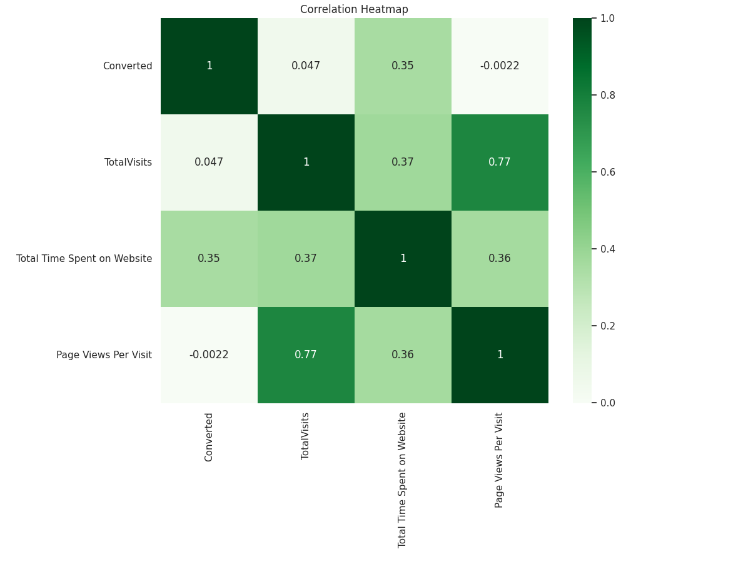 Correlation Heatmap
Converted 1 0.047 0.35 -0.0022
TotalVisits 0.047 1 0.37 0.77
Total Time Spent on Website 0.35 0.37 1 0.36
Page Views Per Visit -0.0022 0.77 0.36 1
Converted
TotalVisits
Total Time Spent on Website
Page Views Per Visit
1.0
0.8
0.6
0.4
0.2
0.0